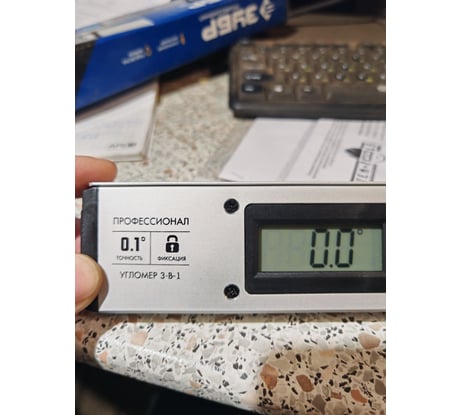 ЗУБР
ПРОФЕССИОНАЛ
0.1°
ТОЧНОСТЬ
ФИКСАЦИЯ
УГЛОМЕР 3-В-1
0.0°